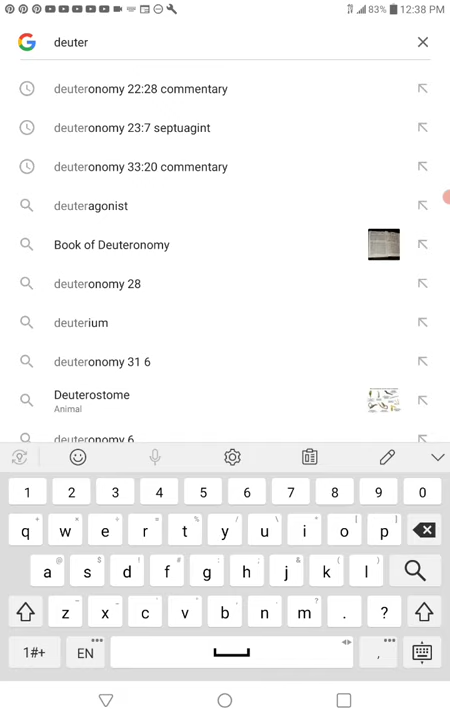 83% 12:38 PM
deuter
deuteronomy 22:28 commentary
deuteronomy 23:7 septuagint
deuteronomy 33:20 commentary
deuteragonist
Book of Deuteronomy
deuteronomy 28
deuterium
deuteronomy 31 6
Deuterostome
Animal
deuteronomy 6
1 2 3 4 5 6 7 8 9 0
q w e r t y u i o p
a s d f g h j k l
z x c v b n m . ?
1#+ EN ,